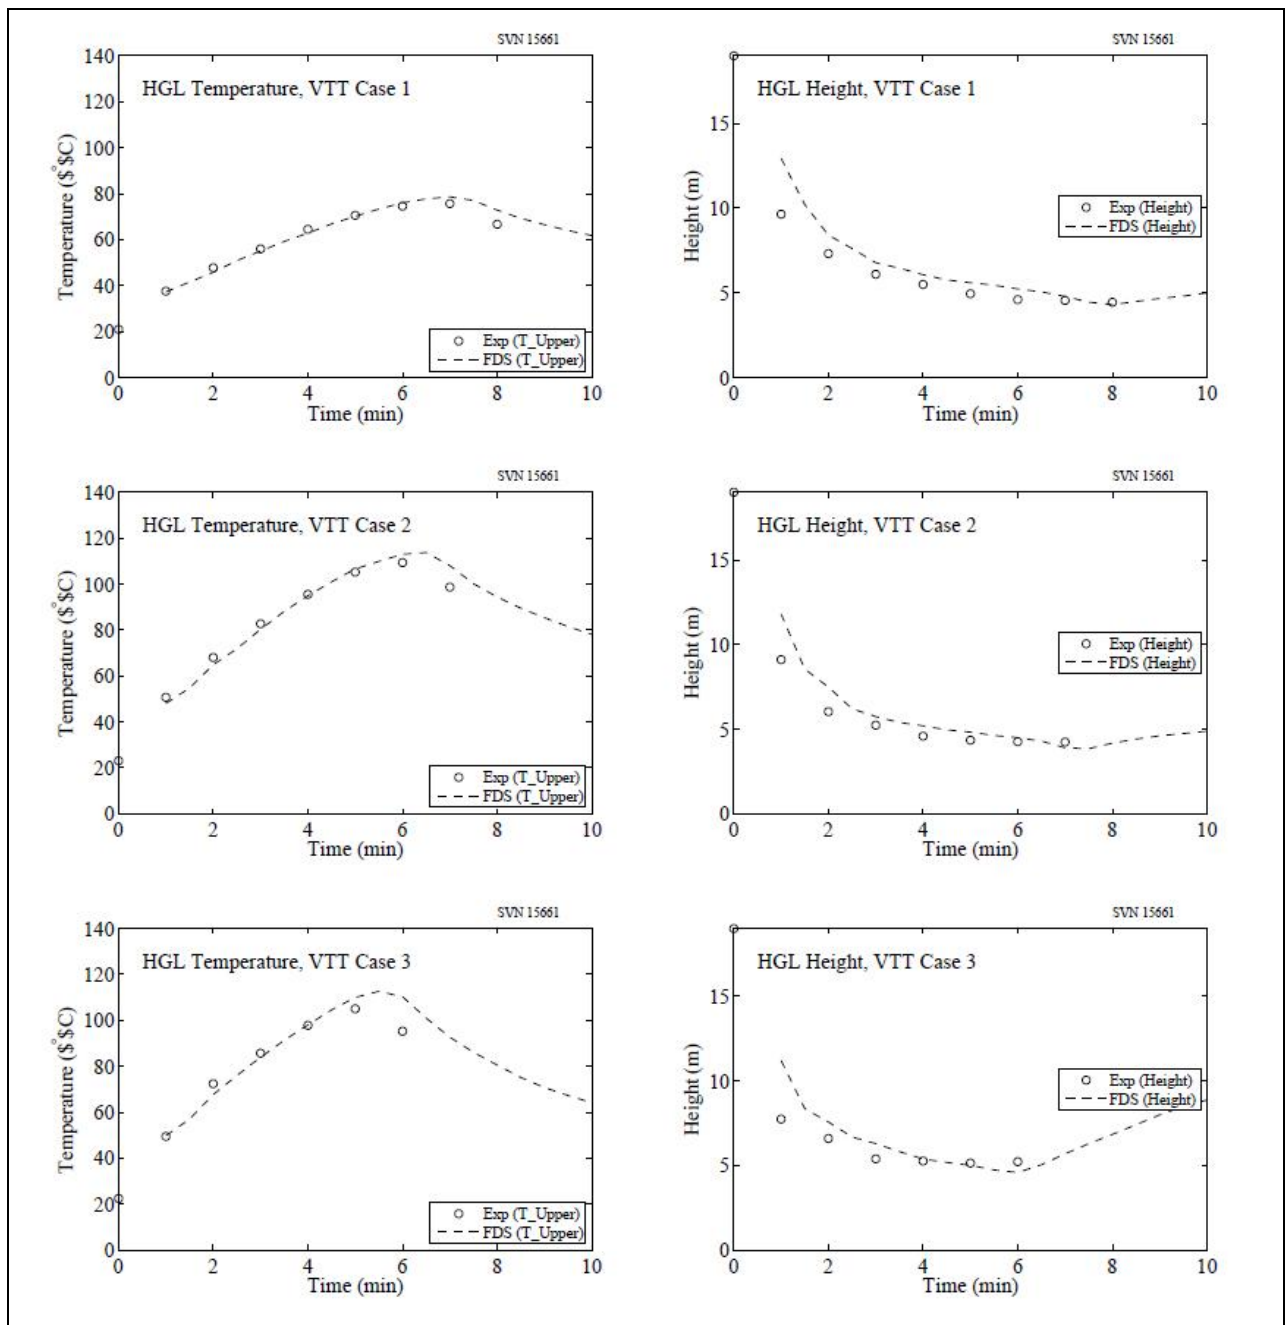 SVN 15661
140
HGL Temperature, VTT Case 1
120
100
80
60
40
20
0
Temperature ($°$C)
Exp (T_Upper)
FDS (T_Upper)
0 2 4 6 8 10
Time (min)
SVN 15661
HGL Height, VTT Case 1
15
10
5
0
Height (m)
Exp (Height)
FDS (Height)
0 2 4 6 8 10
Time (min)
SVN 15661
140
HGL Temperature, VTT Case 2
120
100
80
60
40
20
0
Temperature ($°$C)
Exp (T_Upper)
FDS (T_Upper)
0 2 4 6 8 10
Time (min)
SVN 15661
HGL Height, VTT Case 2
15
10
5
0
Height (m)
Exp (Height)
FDS (Height)
0 2 4 6 8 10
Time (min)
SVN 15661
140
HGL Temperature, VTT Case 3
120
100
80
60
40
20
0
Temperature ($°$C)
Exp (T_Upper)
FDS (T_Upper)
0 2 4 6 8 10
Time (min)
SVN 15661
HGL Height, VTT Case 3
15
10
5
0
Height (m)
Exp (Height)
FDS (Height)
0 2 4 6 8 10
Time (min)